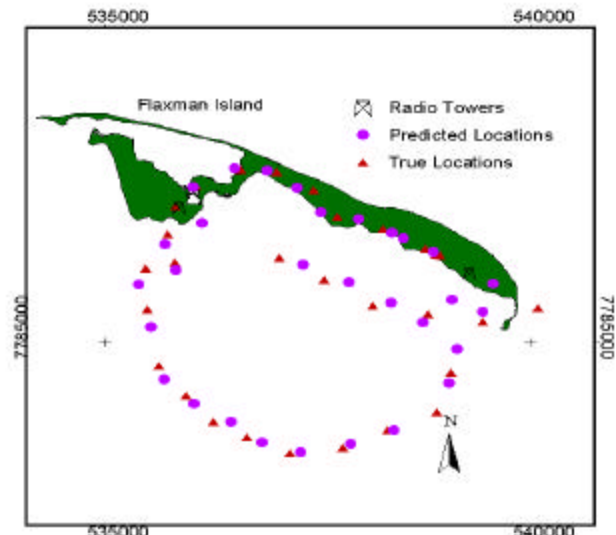 535000 540000
Flaxman Island
Radio Towers
Predicted Locations
True Locations
7785000 7785000
N
535000 540000